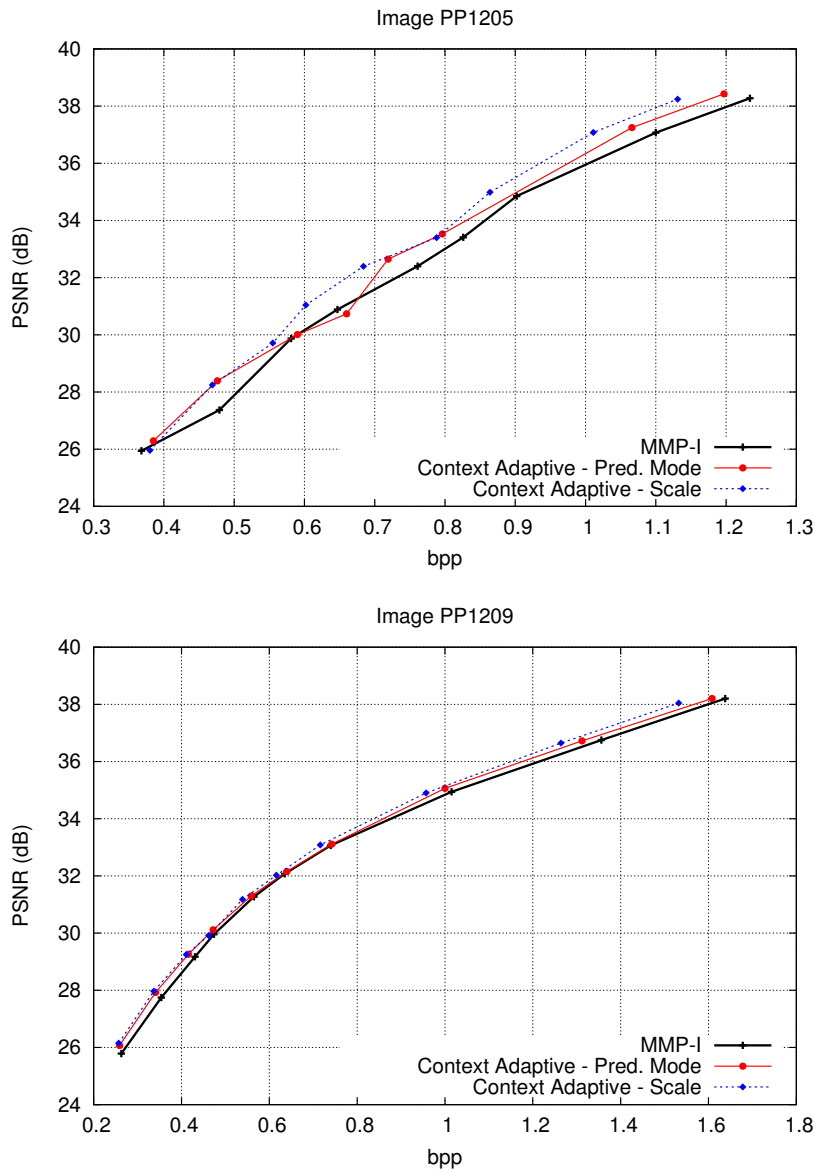 Image PP1205
40
38
36
34
32
30
28
26
24
PSNR (dB)
MMP-I
Context Adaptive - Pred. Mode
Context Adaptive - Scale
0.3 0.4 0.5 0.6 0.7 0.8 0.9 1 1.1 1.2 1.3
bpp
Image PP1209
40
38
36
34
32
30
28
26
24
PSNR (dB)
MMP-I
Context Adaptive - Pred. Mode
Context Adaptive - Scale
0.2 0.4 0.6 0.8 1 1.2 1.4 1.6 1.8
bpp